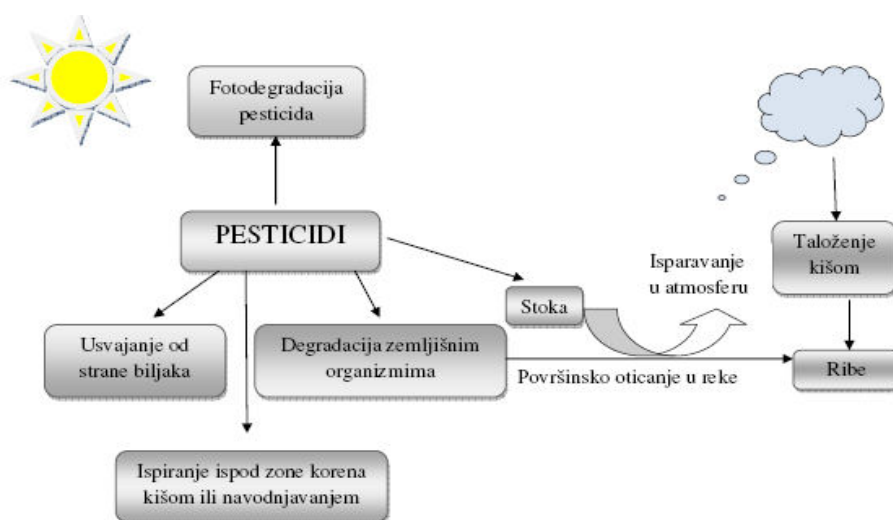 Fotodegradacija
pesticida
PESTICIDI
Taloženje
kišom
Isparavanje
u atmosferu
Stoka
Usvajanje od
strane biljaka
Degradacija zemljišnim
organizmima
Površinsko oticanje u reke
Ribe
Ispiranje ispod zone korena
kišom ili navodnjavanjem